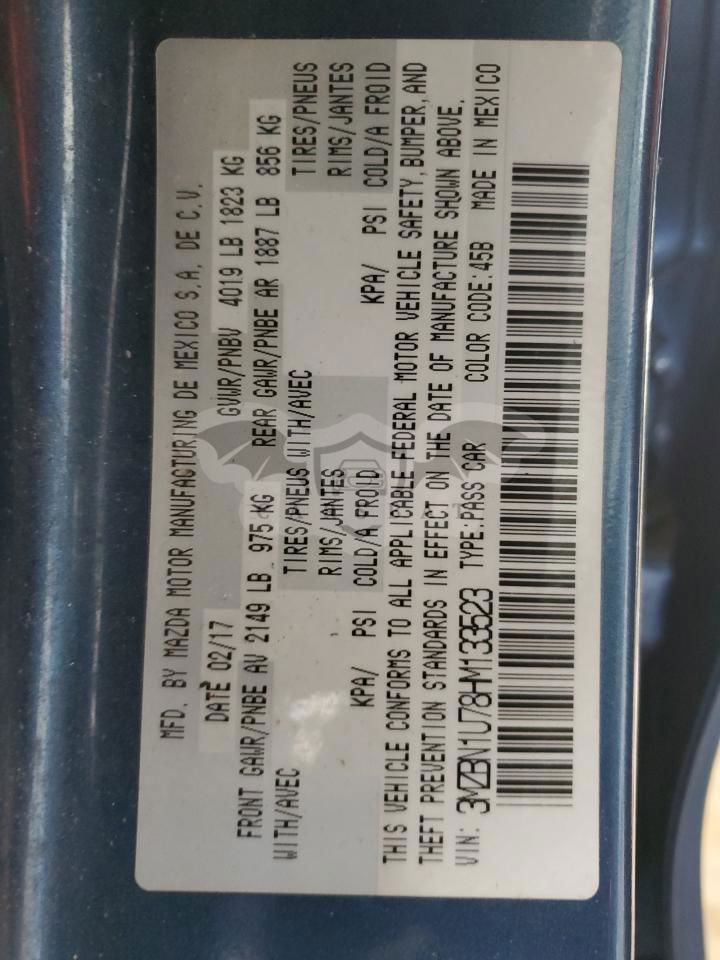 MFD. BY MAZDA MOTOR MANUFACTURING DE MEXICO S.A. DE C.V.
DATE 02/17 GVWR/PNBV 4019 LB 1823 KG
FRONT GAWR/PNBE AV 2149 LB 975 KG REAR GAWR/PNBE AR 1887 LB 856 KG
WITH/AVEC TIRES/PNEUS WITH/AVEC TIRES/PNEUS
RIMS/JANTES RIMS/JANTES
KPA/ PSI COLD/A FROID KPA/ PSI COLD/A FROID
THIS VEHICLE CONFORMS TO ALL APPLICABLE FEDERAL MOTOR VEHICLE SAFETY, BUMPER, AND
THEFT PREVENTION STANDARDS IN EFFECT ON THE DATE OF MANUFACTURE SHOWN ABOVE.
VIN: 3MZBN1U78HM133523 TYPE:PASS CAR COLOR CODE:45B MADE IN MEXICO